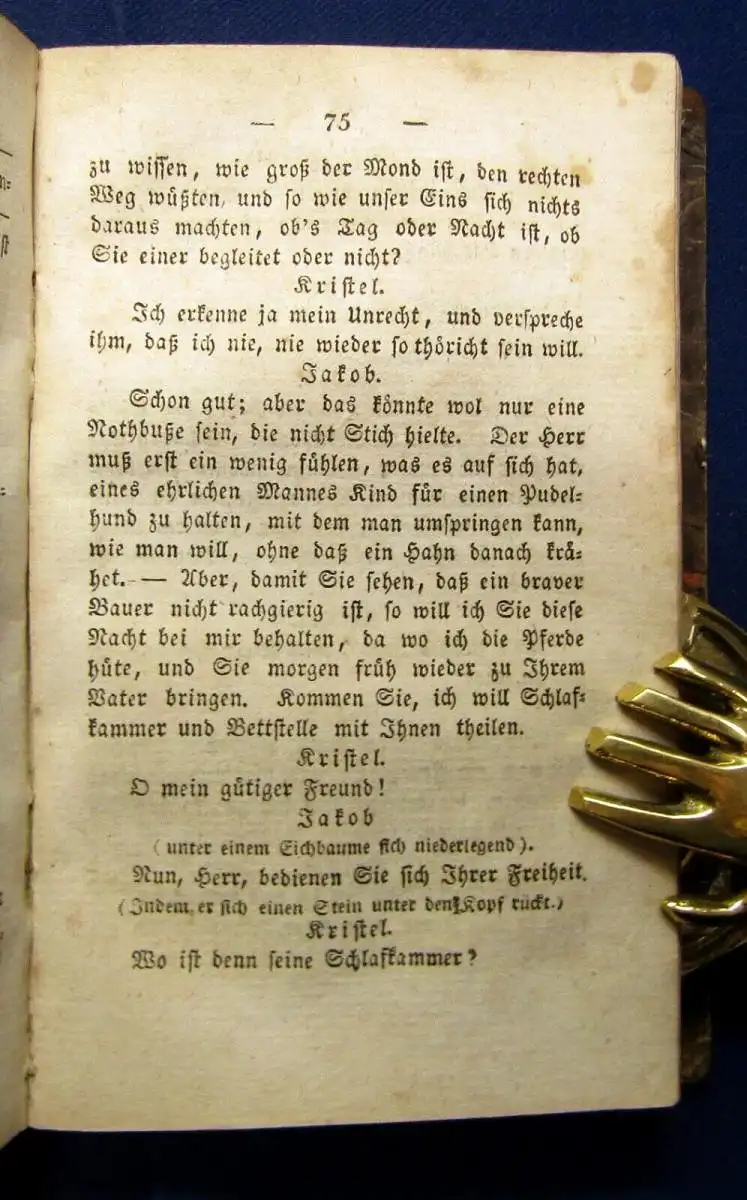 — 75 —
zu wissen, wie groß der Mond ist, den rechten
Weg wüßten, und so wie unser Eins sich nichts
daraus machten, ob's Tag oder Nacht ist, ob
Sie einer begleitet oder nicht?
Kristel.
Ich erkenne ja mein Unrecht, und verspreche
ihm, daß ich nie, nie wieder so thöricht sein will.
Jakob.
Schon gut; aber das könnte wol nur eine
Nothbuße sein, die nicht Stich hielte. Der Herr
muß erst ein wenig fühlen, was es auf sich hat,
eines ehrlichen Mannes Kind für einen Pudel-
hund zu halten, mit dem man umspringen kann,
wie man will, ohne daß ein Hahn danach krä-
het. — Aber, damit Sie sehen, daß ein braver
Bauer nicht rachgierig ist, so will ich Sie diese
Nacht bei mir behalten, da wo ich die Pferde
hüte, und Sie morgen früh wieder zu Ihrem
Vater bringen. Kommen Sie, ich will Schlaf-
kammer und Bettstelle mit Ihnen theilen.
Kristel.
O mein gütiger Freund!
Jakob
(unter einem Eichbaume sich niederlegend).
Nun, Herr, bedienen Sie sich Ihrer Freiheit.
(Indem er sich einen Stein unter den Kopf rückt.)
Kristel.
Wo ist denn seine Schlafkammer?